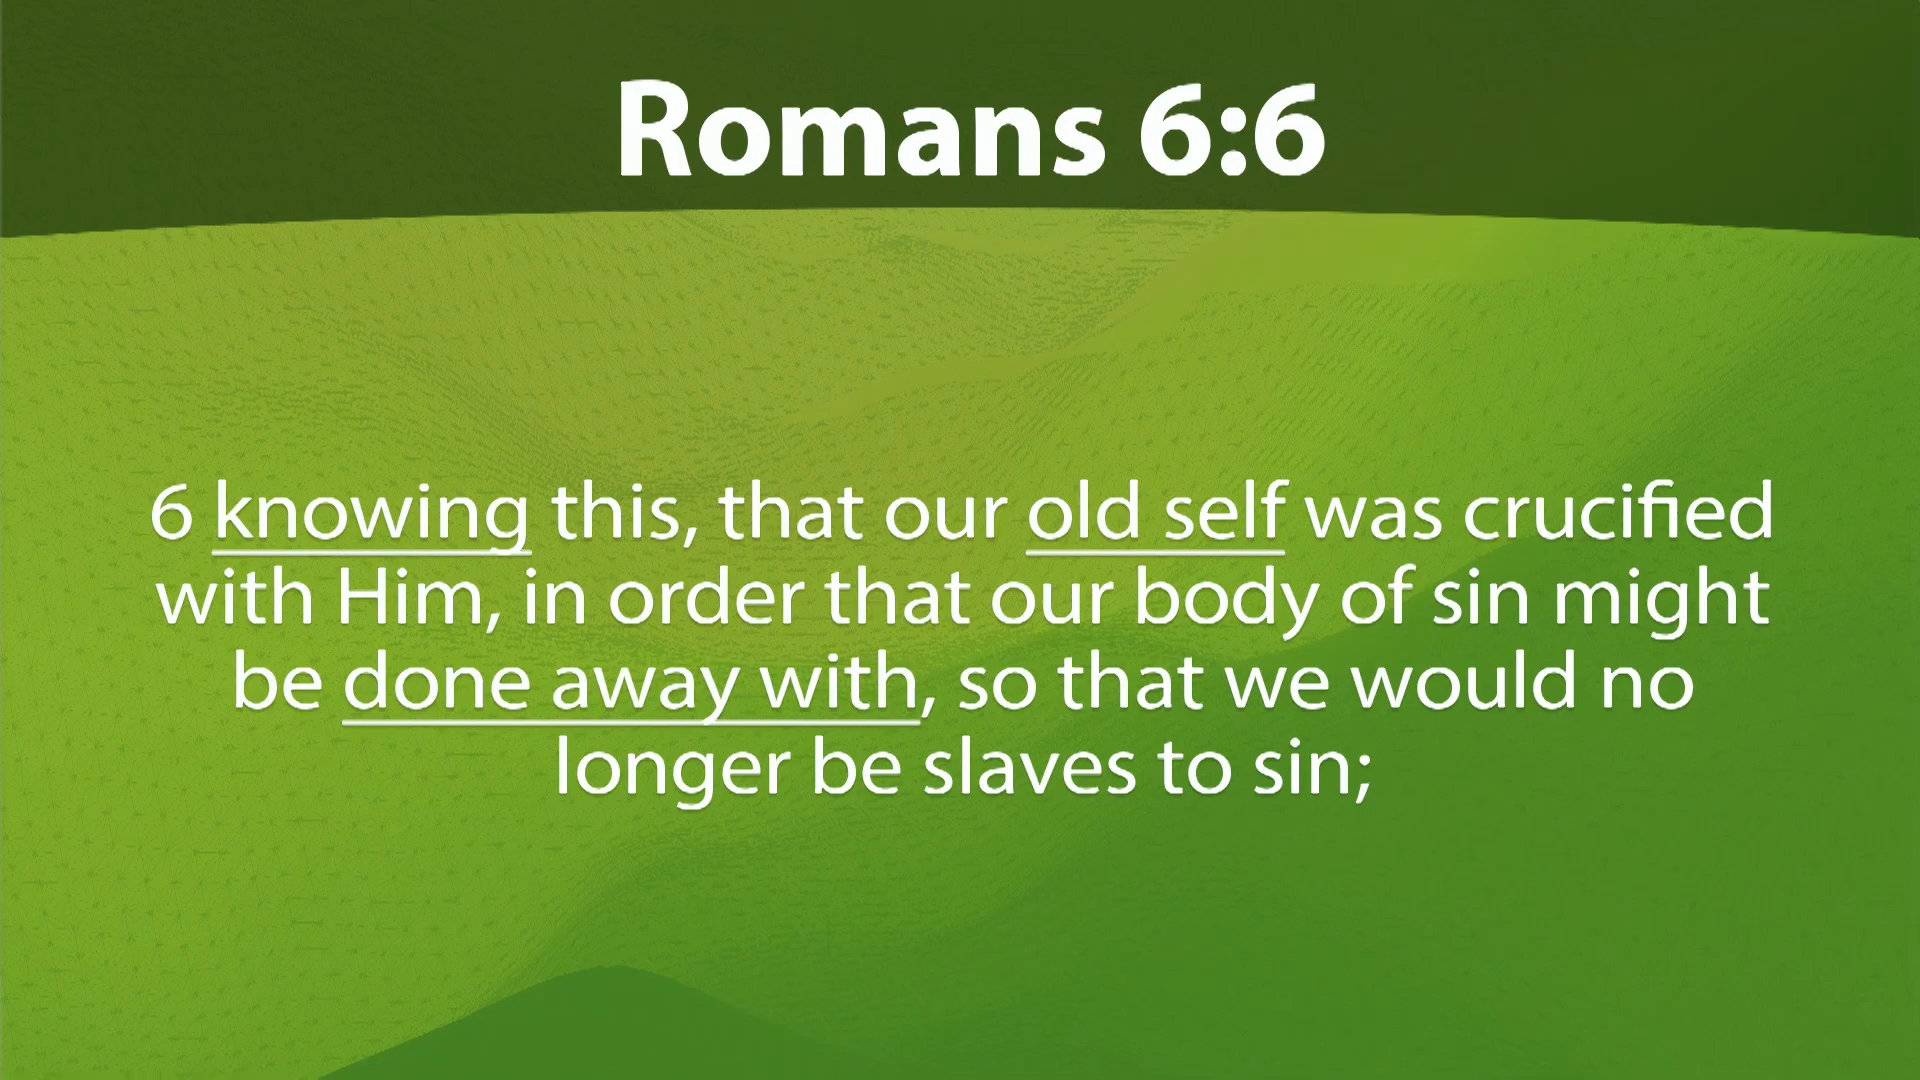 Romans 6:6
6 knowing this, that our old self was crucified
with Him, in order that our body of sin might
be done away with, so that we would no
longer be slaves to sin;